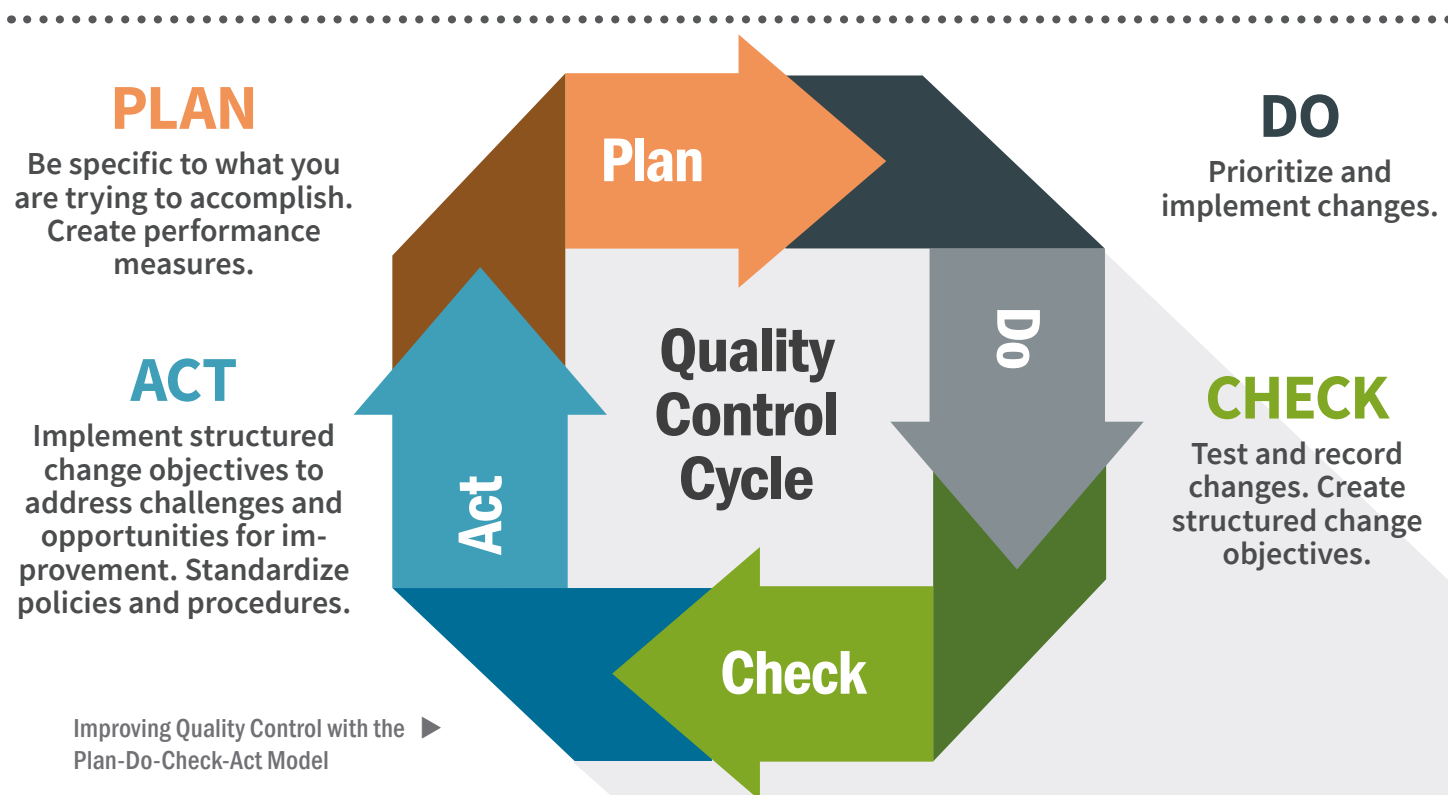 PLAN
Be specific to what you
are trying to accomplish.
Create performance
measures.
ACT
Implement structured
change objectives to
address challenges and
opportunities for im-
provement. Standardize
policies and procedures.
Plan
Do
Check
Act
Quality
Control
Cycle
DO
Prioritize and
implement changes.
CHECK
Test and record
changes. Create
structured change
objectives.
Improving Quality Control with the
Plan-Do-Check-Act Model